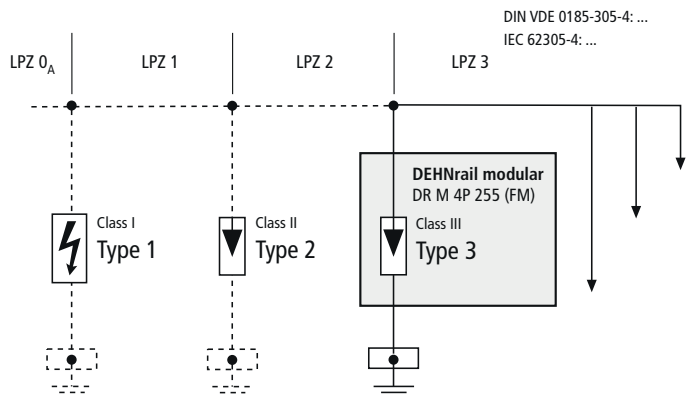 DIN VDE 0185-305-4: ...
IEC 62305-4: ...
LPZ 0A
LPZ 1
LPZ 2
LPZ 3
DEHNrail modular
DR M 4P 255 (FM)
Class I
Type 1
Class II
Type 2
Class III
Type 3